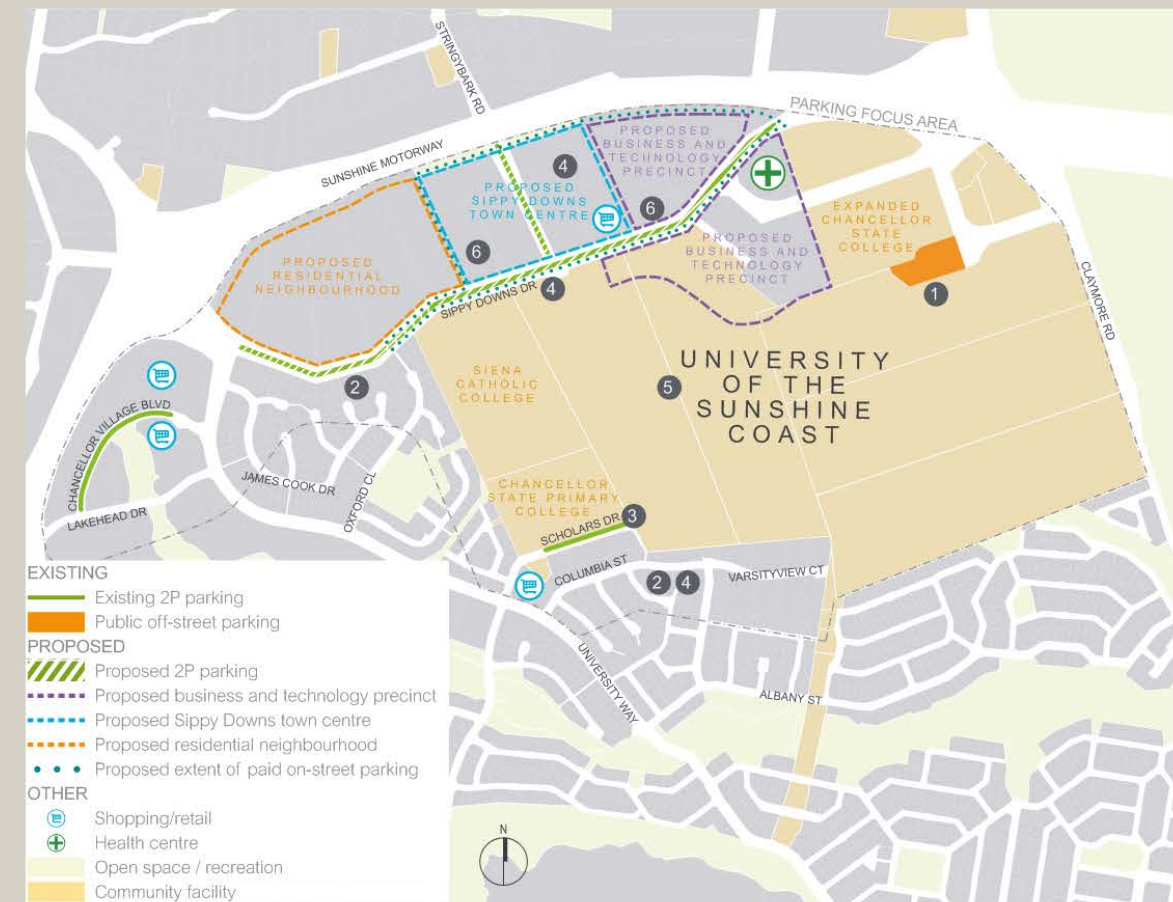 STRINGYBARK RD
PARKING FOCUS AREA
SUNSHINE MOTORWAY
PROPOSED
BUSINESS AND
TECHNOLOGY
PRECINCT
4
PROPOSED
SIPPY DOWNS
TOWN CENTRE
6
6
PROPOSED
RESIDENTIAL
NEIGHBOURHOOD
EXPANDED
CHANCELLOR
STATE
COLLEGE
PROPOSED
BUSINESS AND
TECHNOLOGY
PRECINCT
SIPPY DOWNS DR
4
1
CLAYMORE RD
2
SIENA
CATHOLIC
COLLEGE
5
UNIVERSITY
OF THE
SUNSHINE
COAST
CHANCELLOR VILLAGE BLVD
LAKEHEAD DR
JAMES COOK DR
OXFORD CL
CHANCELLOR
STATE PRIMARY
COLLEGE
SCHOLARS DR
3
COLUMBIA ST
2
4
VARSITYVIEW CT
UNIVERSITY WAY
ALBANY ST
EXISTING
Existing 2P parking
Public off-street parking
PROPOSED
Proposed 2P parking
Proposed business and technology precinct
Proposed Sippy Downs town centre
Proposed residential neighbourhood
Proposed extent of paid on-street parking
OTHER
Shopping/retail
Health centre
Open space / recreation
Community facility
N